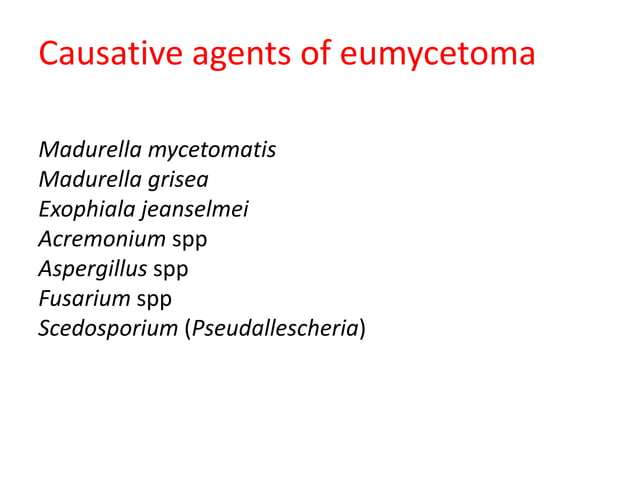 Causative agents of eumycetoma
Madurella mycetomatis
Madurella grisea
Exophiala jeanselmei
Acremonium spp
Aspergillus spp
Fusarium spp
Scedosporium (Pseudallescheria)